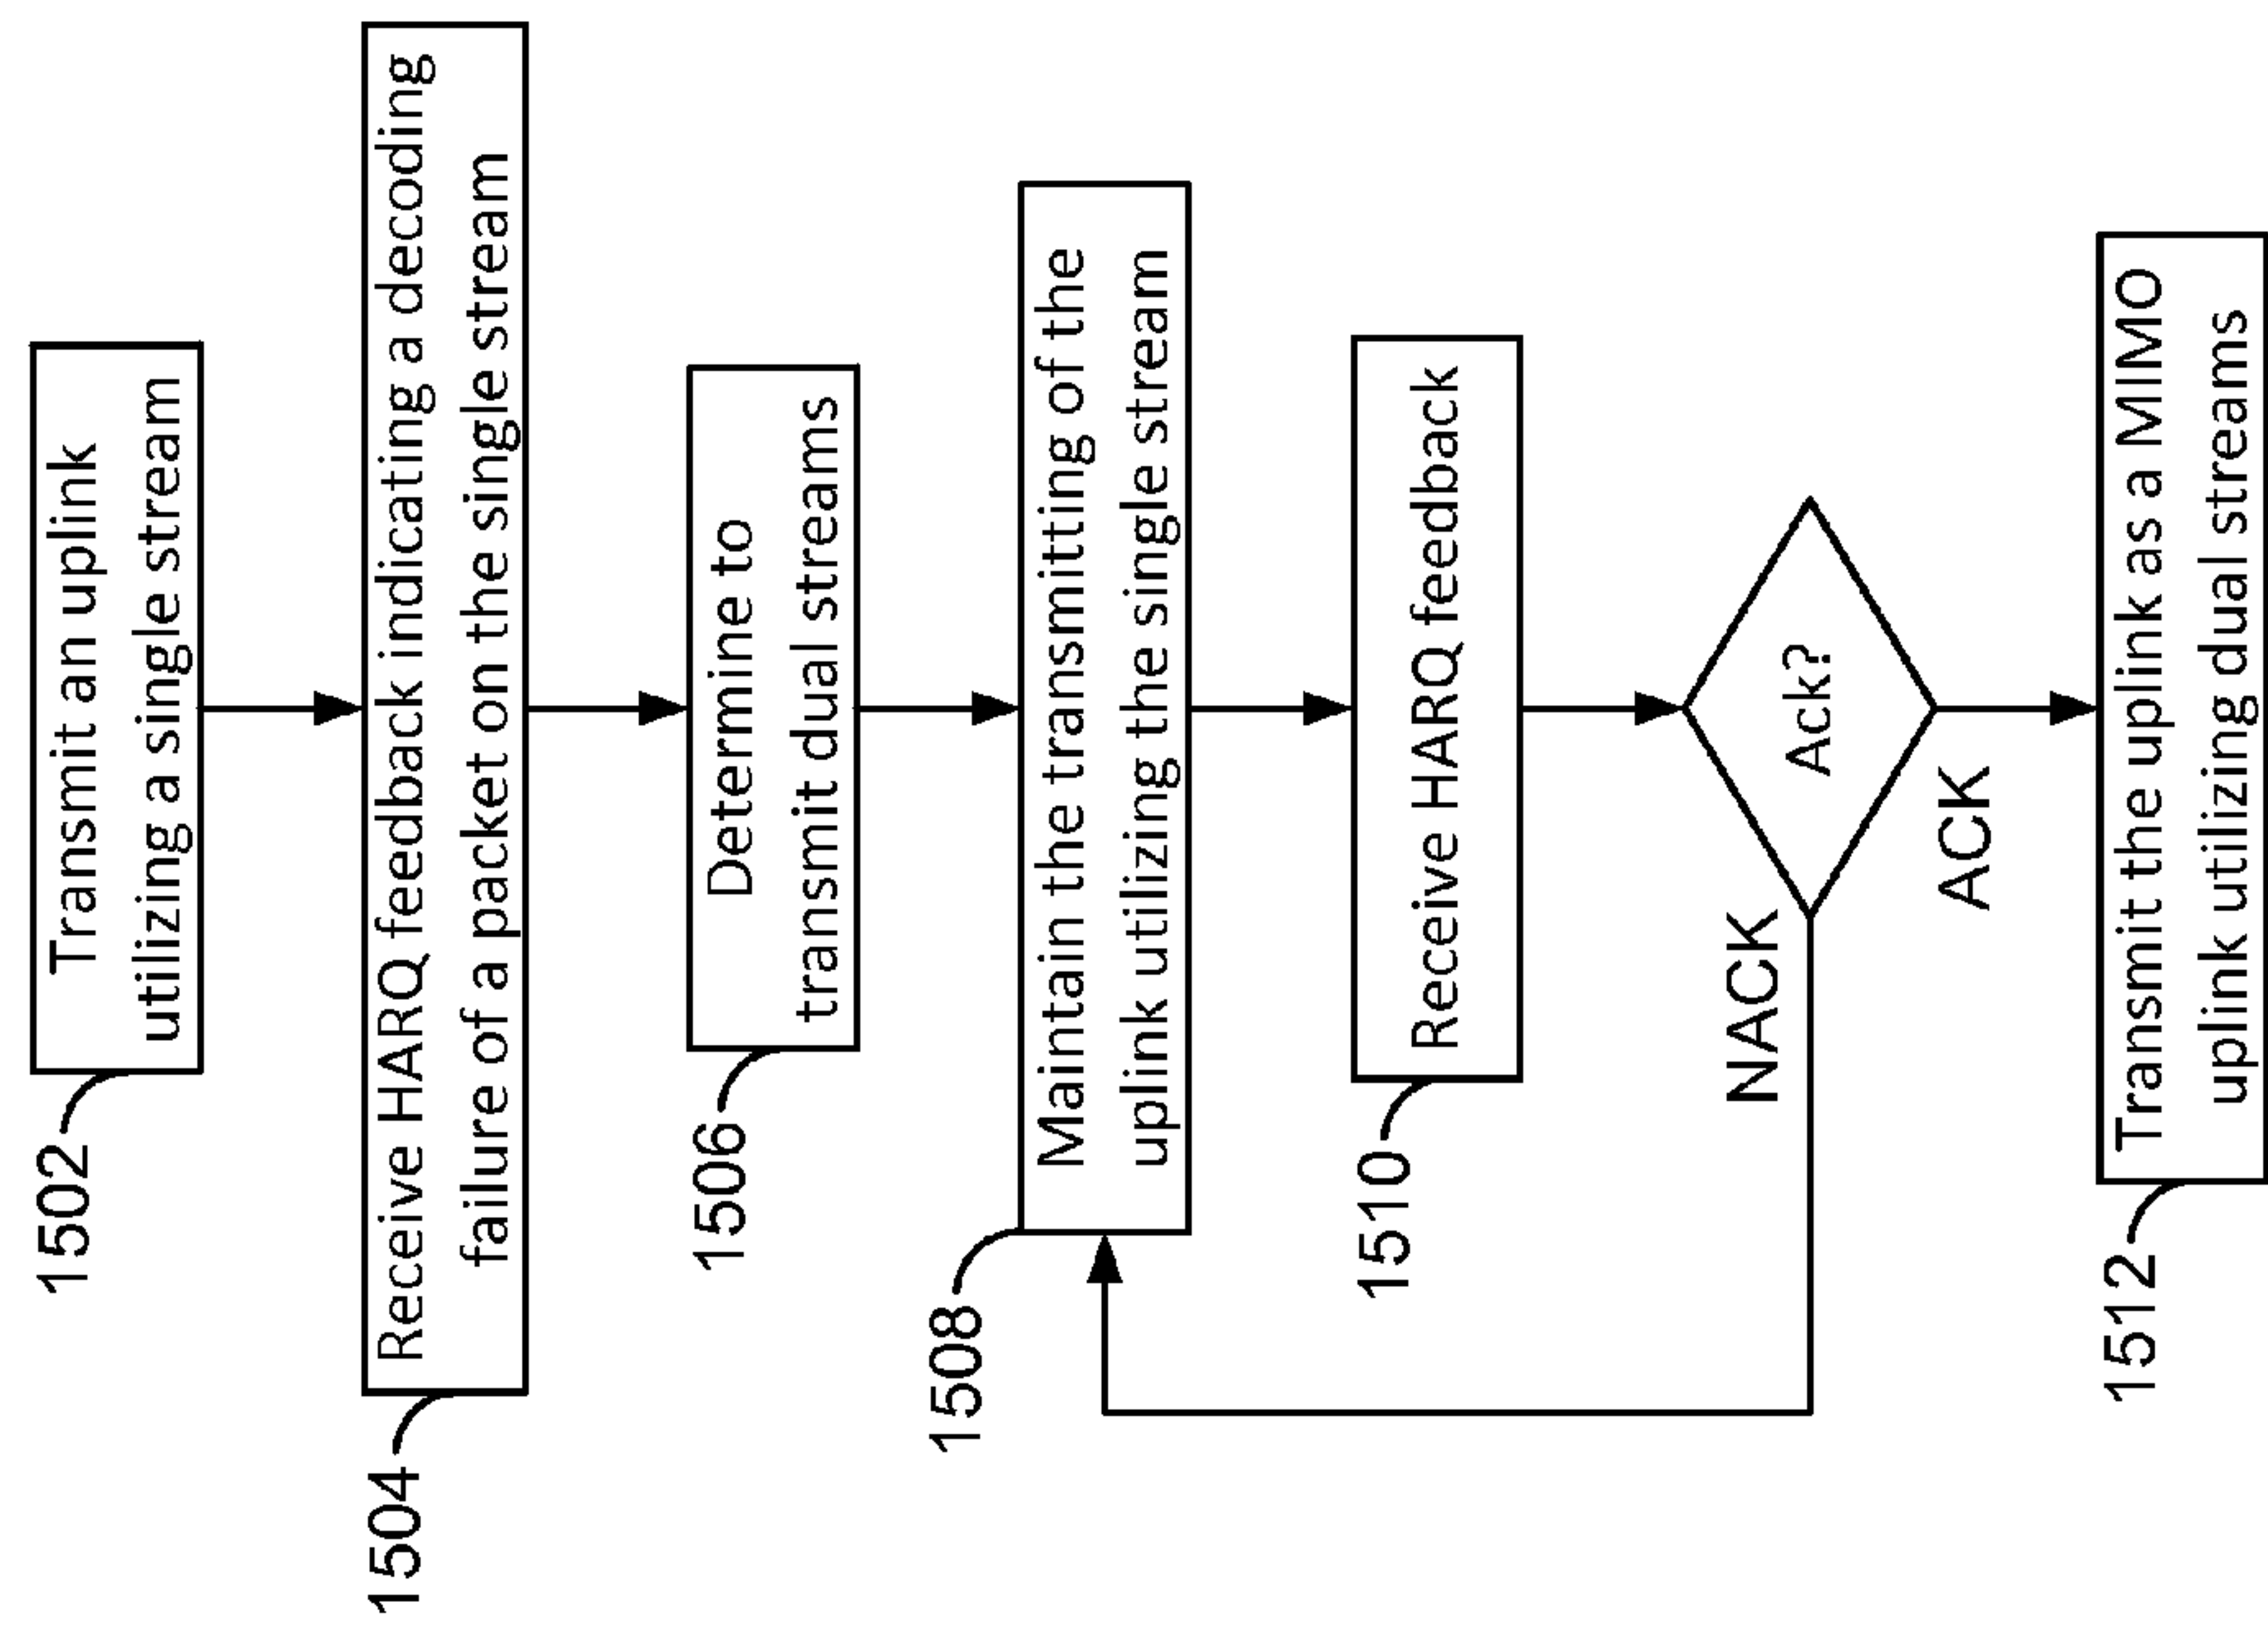 1502
Transmit an uplink
utilizing a single stream
1504
Receive HARQ feedback indicating a decoding
failure of a packet on the single stream
1506
Determine to
transmit dual streams
1508
Maintain the transmitting of the
uplink utilizing the single stream
1510
Receive HARQ feedback
Ack?
NACK
ACK
1512
Transmit the uplink as a MIMO
uplink utilizing dual streams